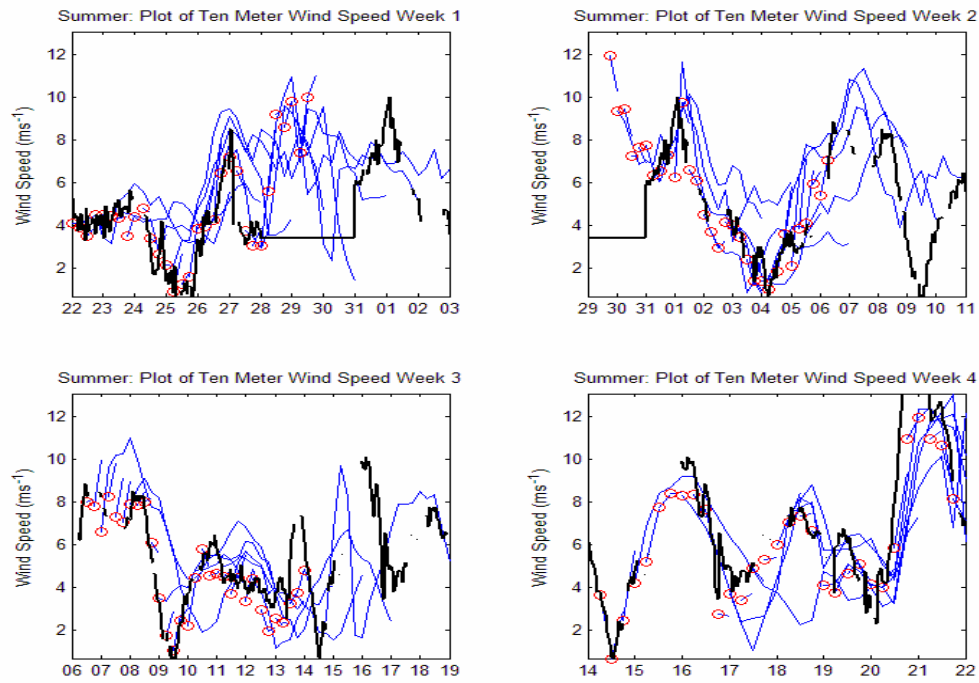 Summer: Plot of Ten Meter Wind Speed Week 1
Wind Speed (ms⁻¹)
12
10
8
6
4
2
22 23 24 25 26 27 28 29 30 31 01 02 03
Summer: Plot of Ten Meter Wind Speed Week 2
Wind Speed (ms⁻¹)
12
10
8
6
4
2
29 30 31 01 02 03 04 05 06 07 08 09 10 11
Summer: Plot of Ten Meter Wind Speed Week 3
Wind Speed (ms⁻¹)
12
10
8
6
4
2
06 07 08 09 10 11 12 13 14 15 16 17 18 19
Summer: Plot of Ten Meter Wind Speed Week 4
Wind Speed (ms⁻¹)
12
10
8
6
4
2
14 15 16 17 18 19 20 21 22